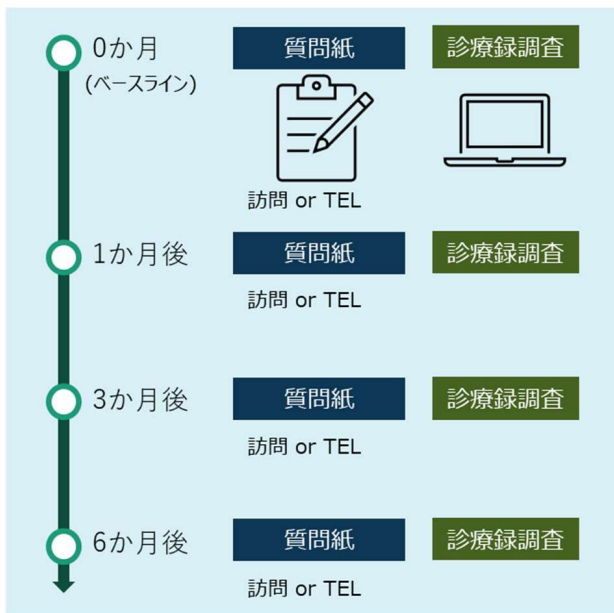 0か月 質問紙 診療録調査
(ベースライン)
訪問 or TEL
1か月後 質問紙 診療録調査
訪問 or TEL
3か月後 質問紙 診療録調査
訪問 or TEL
6か月後 質問紙 診療録調査
訪問 or TEL